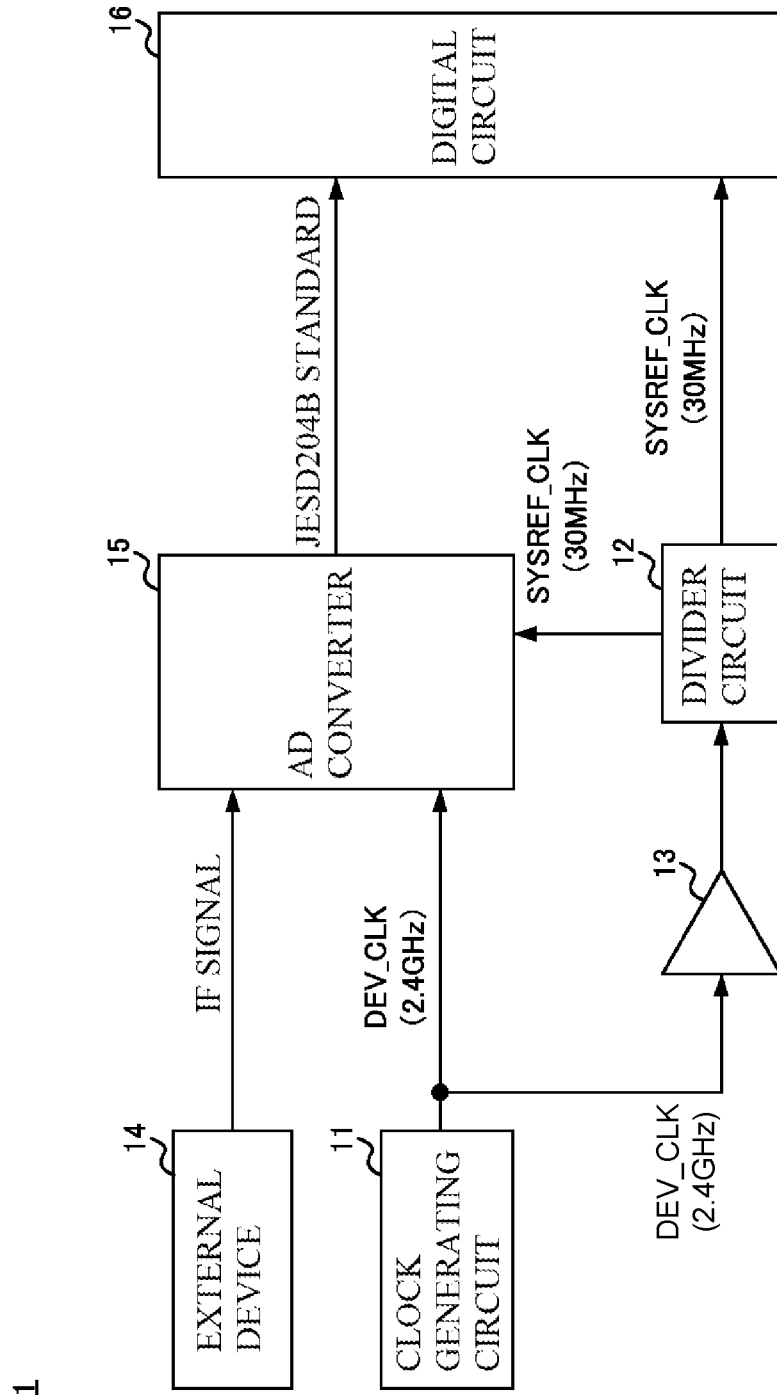 1
14
EXTERNAL
DEVICE
IF SIGNAL
15
AD
CONVERTER
JESD204B STANDARD
16
DIGITAL
CIRCUIT
11
CLOCK
GENERATING
CIRCUIT
DEV_CLK
(2.4GHz)
SYSREF_CLK
(30MHz)
DEV_CLK
(2.4GHz)
13
12
DIVIDER
CIRCUIT
SYSREF_CLK
(30MHz)